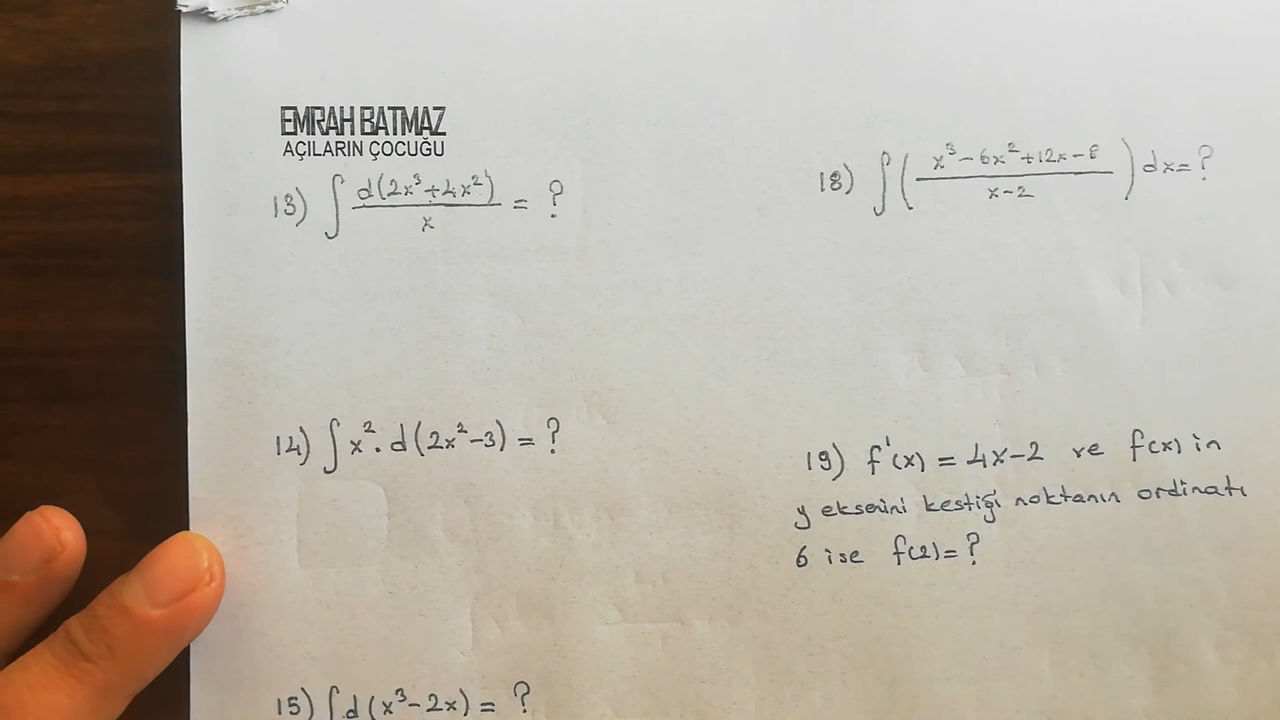 EMRAH BATMAZ
AÇILARIN ÇOCUĞU
13) ∫ d(2x³+4x²) / x = ?
14) ∫ x². d(2x²-3) = ?
15) ∫ d(x³-2x) = ?
18) ∫ ( x³-6x²+12x-8 / x-2 ) dx = ?
19) f'(x) = 4x-2 ve f(x) in
y eksenini kestiği noktanın ordinatı
6 ise f(2)= ?